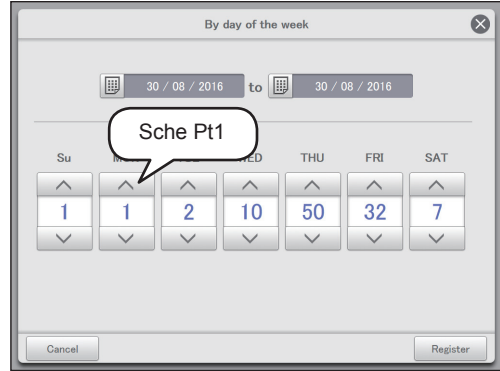 By day of the week
30 / 08 / 2016 to 30 / 08 / 2016
Sche Pt1
Su THU FRI SAT
1 1 2 10 50 32 7
Cancel Register